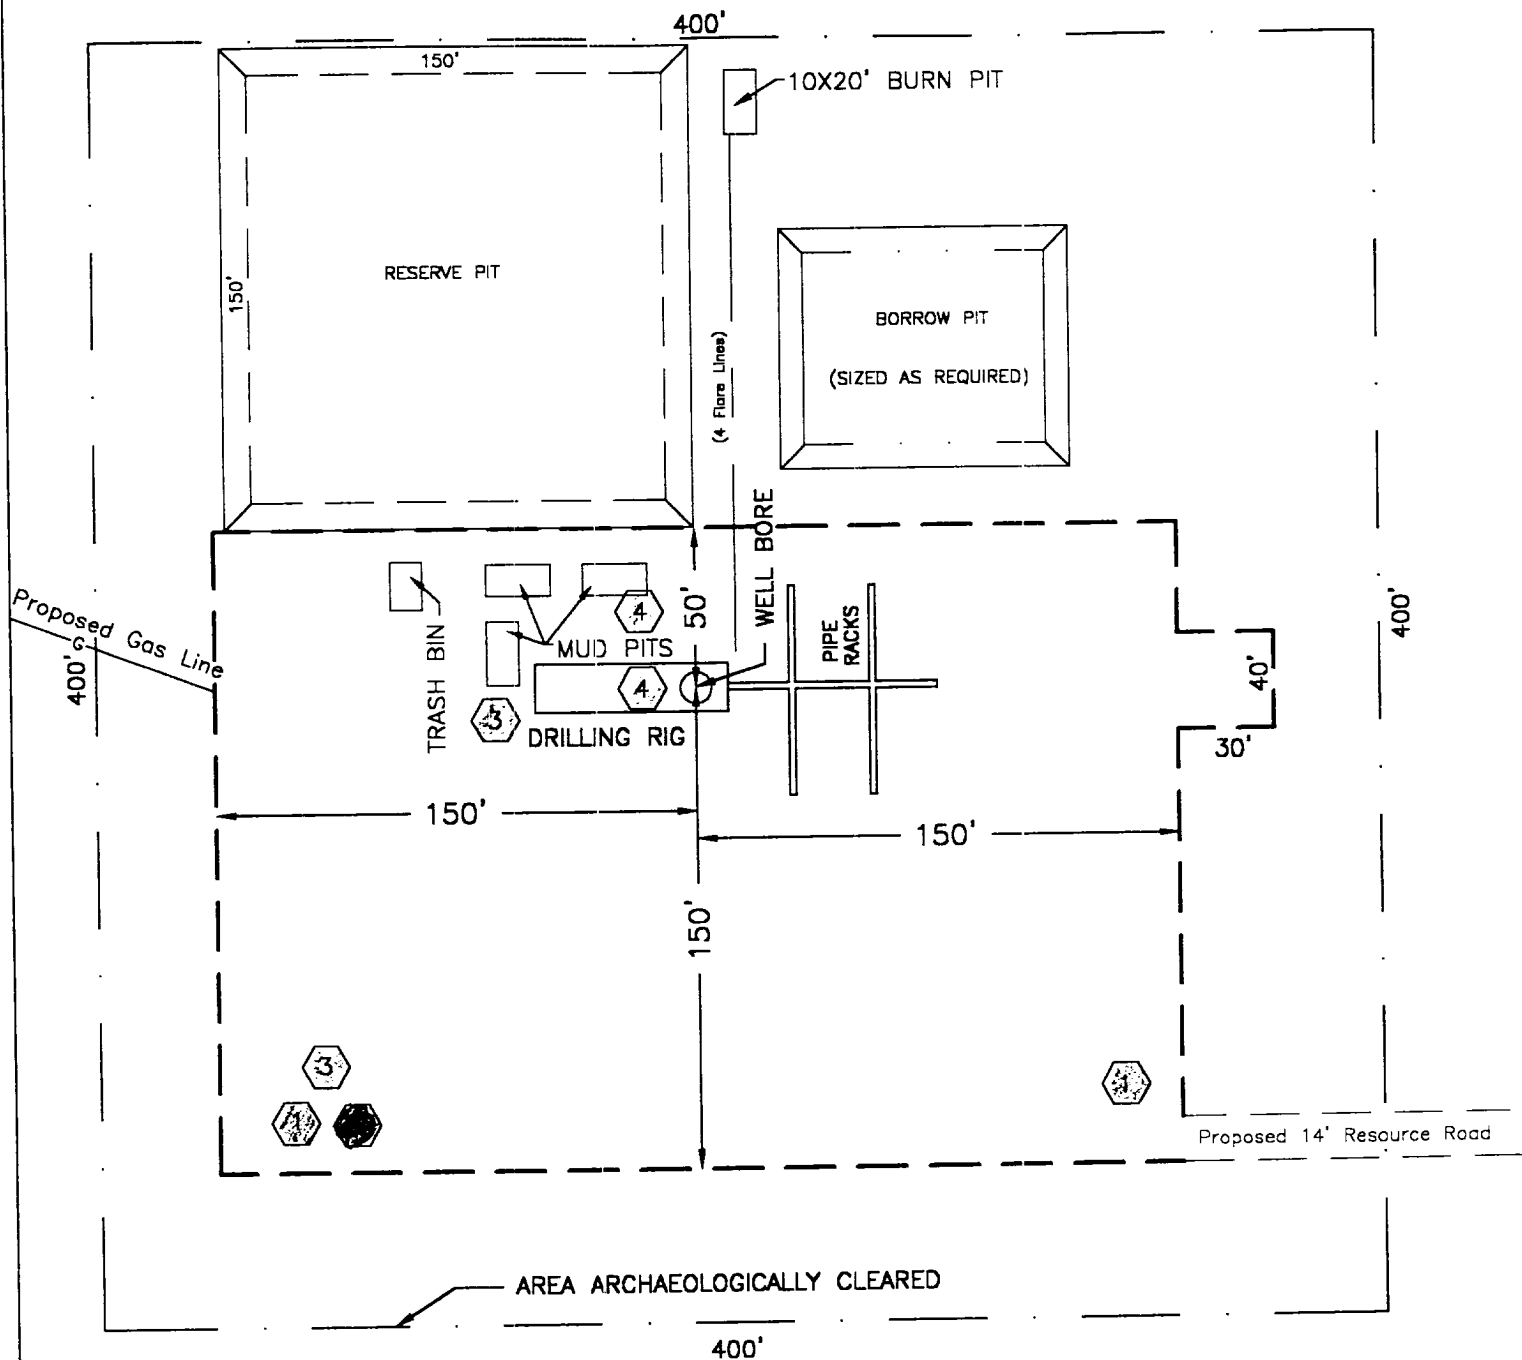 400'
150'
10X20' BURN PIT
RESERVE PIT
150'
BORROW PIT
(SIZED AS REQUIRED)
(4 Flare Lines)
WELL BORE
Proposed Gas Line
G
400'
TRASH BIN
MUD PITS
4
50'
PIPE
RACKS
4
3
DRILLING RIG
40'
30'
400'
150'
150'
150'
3
1
1
Proposed 14' Resource Road
AREA ARCHAEOLOGICALLY CLEARED
400'